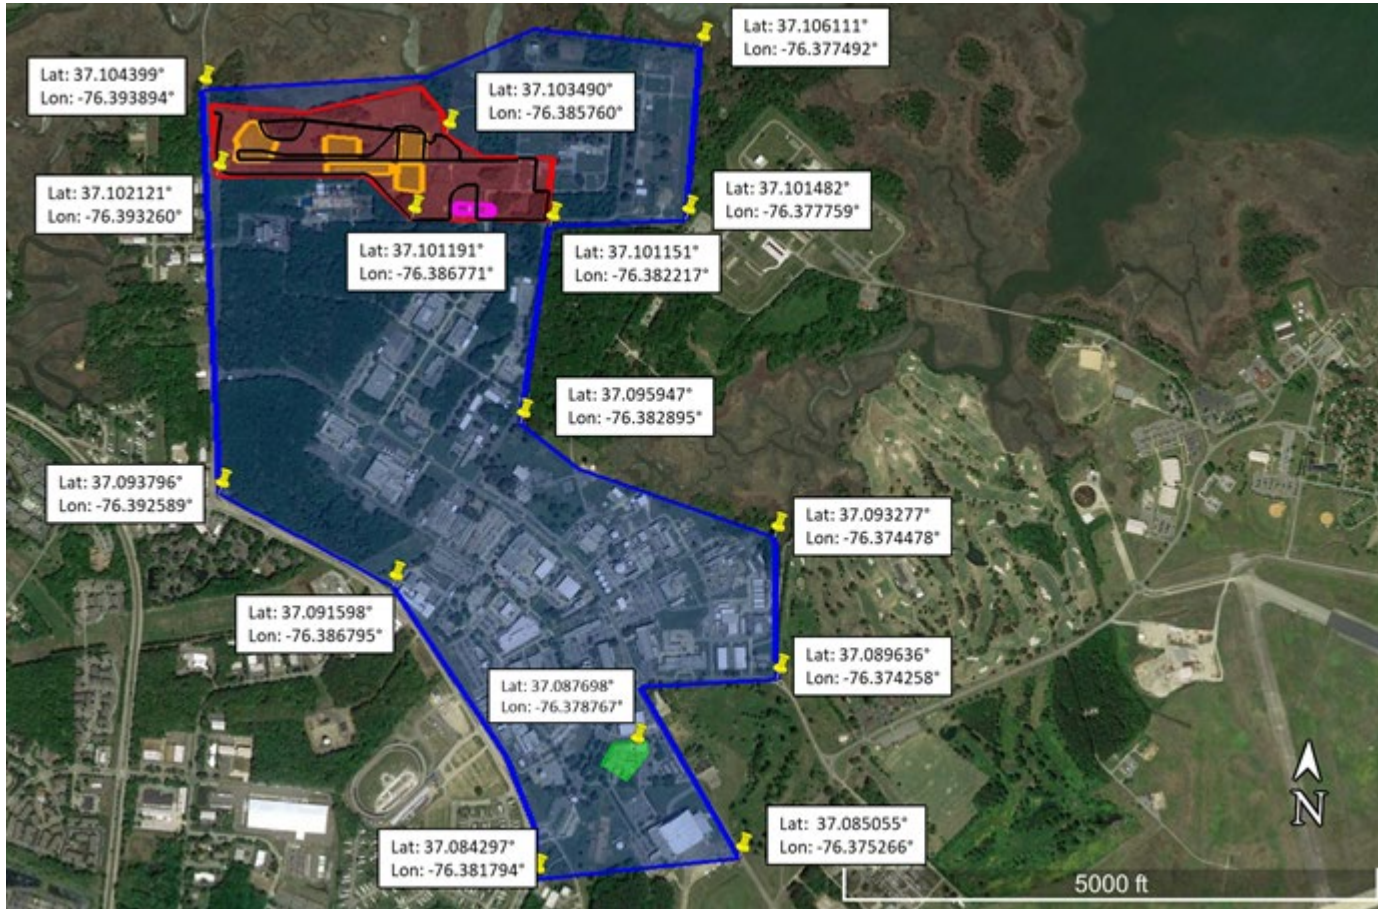 Lat: 37.106111°
Lon: -76.377492°
Lat: 37.104399°
Lon: -76.393894°
Lat: 37.103490°
Lon: -76.385760°
Lat: 37.102121°
Lon: -76.393260°
Lat: 37.101482°
Lon: -76.377759°
Lat: 37.101191°
Lon: -76.386771°
Lat: 37.101151°
Lon: -76.382217°
Lat: 37.095947°
Lon: -76.382895°
Lat: 37.093796°
Lon: -76.392589°
Lat: 37.093277°
Lon: -76.374478°
Lat: 37.091598°
Lon: -76.386795°
Lat: 37.089636°
Lon: -76.374258°
Lat: 37.087698°
Lon: -76.378767°
Lat: 37.085055°
Lon: -76.375266°
Lat: 37.084297°
Lon: -76.381794°
N
5000 ft